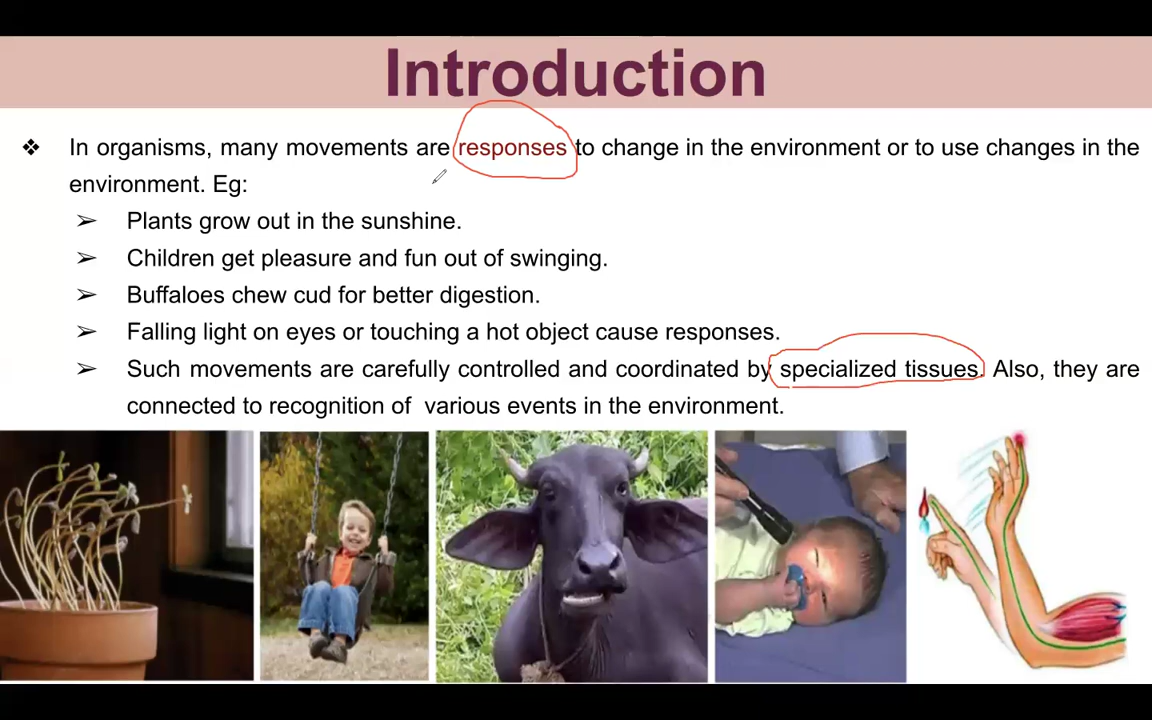 Introduction
❖ In organisms, many movements are responses to change in the environment or to use changes in the
environment. Eg:
➢ Plants grow out in the sunshine.
➢ Children get pleasure and fun out of swinging.
➢ Buffaloes chew cud for better digestion.
➢ Falling light on eyes or touching a hot object cause responses.
➢ Such movements are carefully controlled and coordinated by specialized tissues. Also, they are
connected to recognition of various events in the environment.